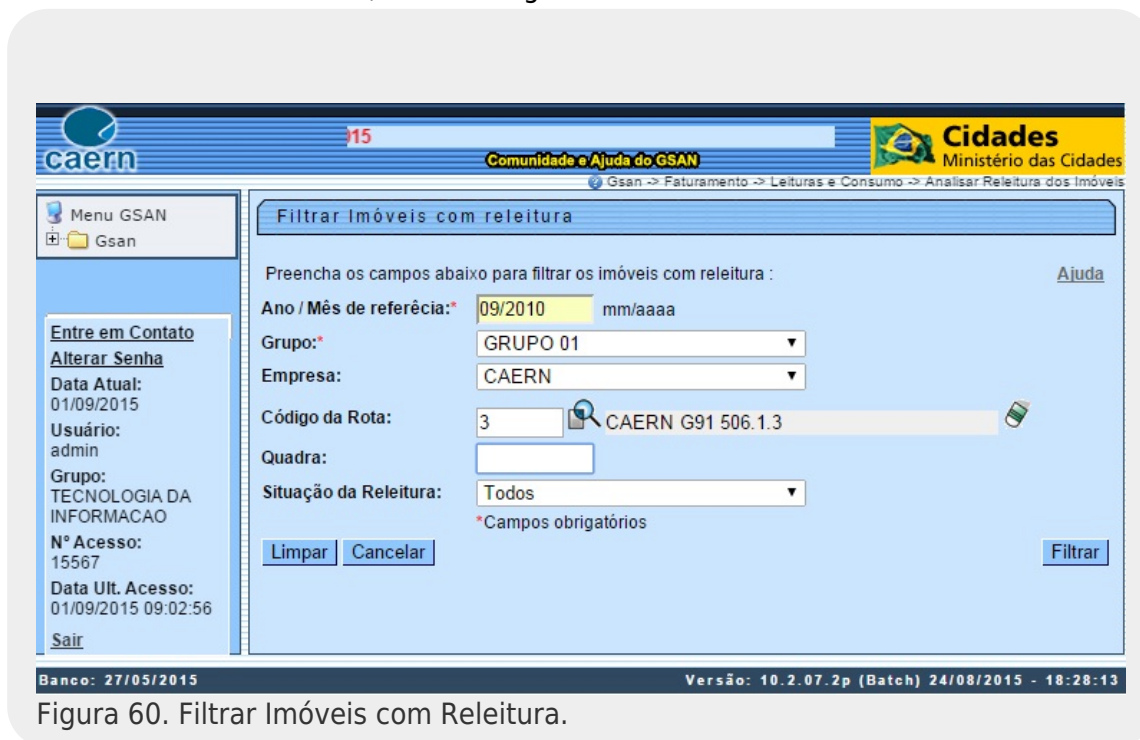 caern
015
Comunidade e Ajuda do GSAN
Cidades
Ministério das Cidades
Gsan -> Faturamento -> Leituras e Consumo -> Analisar Releitura dos Imóveis
Menu GSAN
Gsan
Filtrar Imóveis com releitura
Preencha os campos abaixo para filtrar os imóveis com releitura :
Ajuda
Ano / Mês de referêcia:* 09/2010 mm/aaaa
Grupo:* GRUPO 01
Empresa: CAERN
Código da Rota: 3 CAERN G91 506.1.3
Quadra:
Situação da Releitura: Todos
*Campos obrigatórios
Limpar Cancelar Filtrar
Entre em Contato
Alterar Senha
Data Atual:
01/09/2015
Usuário:
admin
Grupo:
TECNOLOGIA DA
INFORMACAO
Nº Acesso:
15567
Data Ult. Acesso:
01/09/2015 09:02:56
Sair
Banco: 27/05/2015 Versão: 10.2.07.2p (Batch) 24/08/2015 - 18:28:13
Figura 60. Filtrar Imóveis com Releitura.